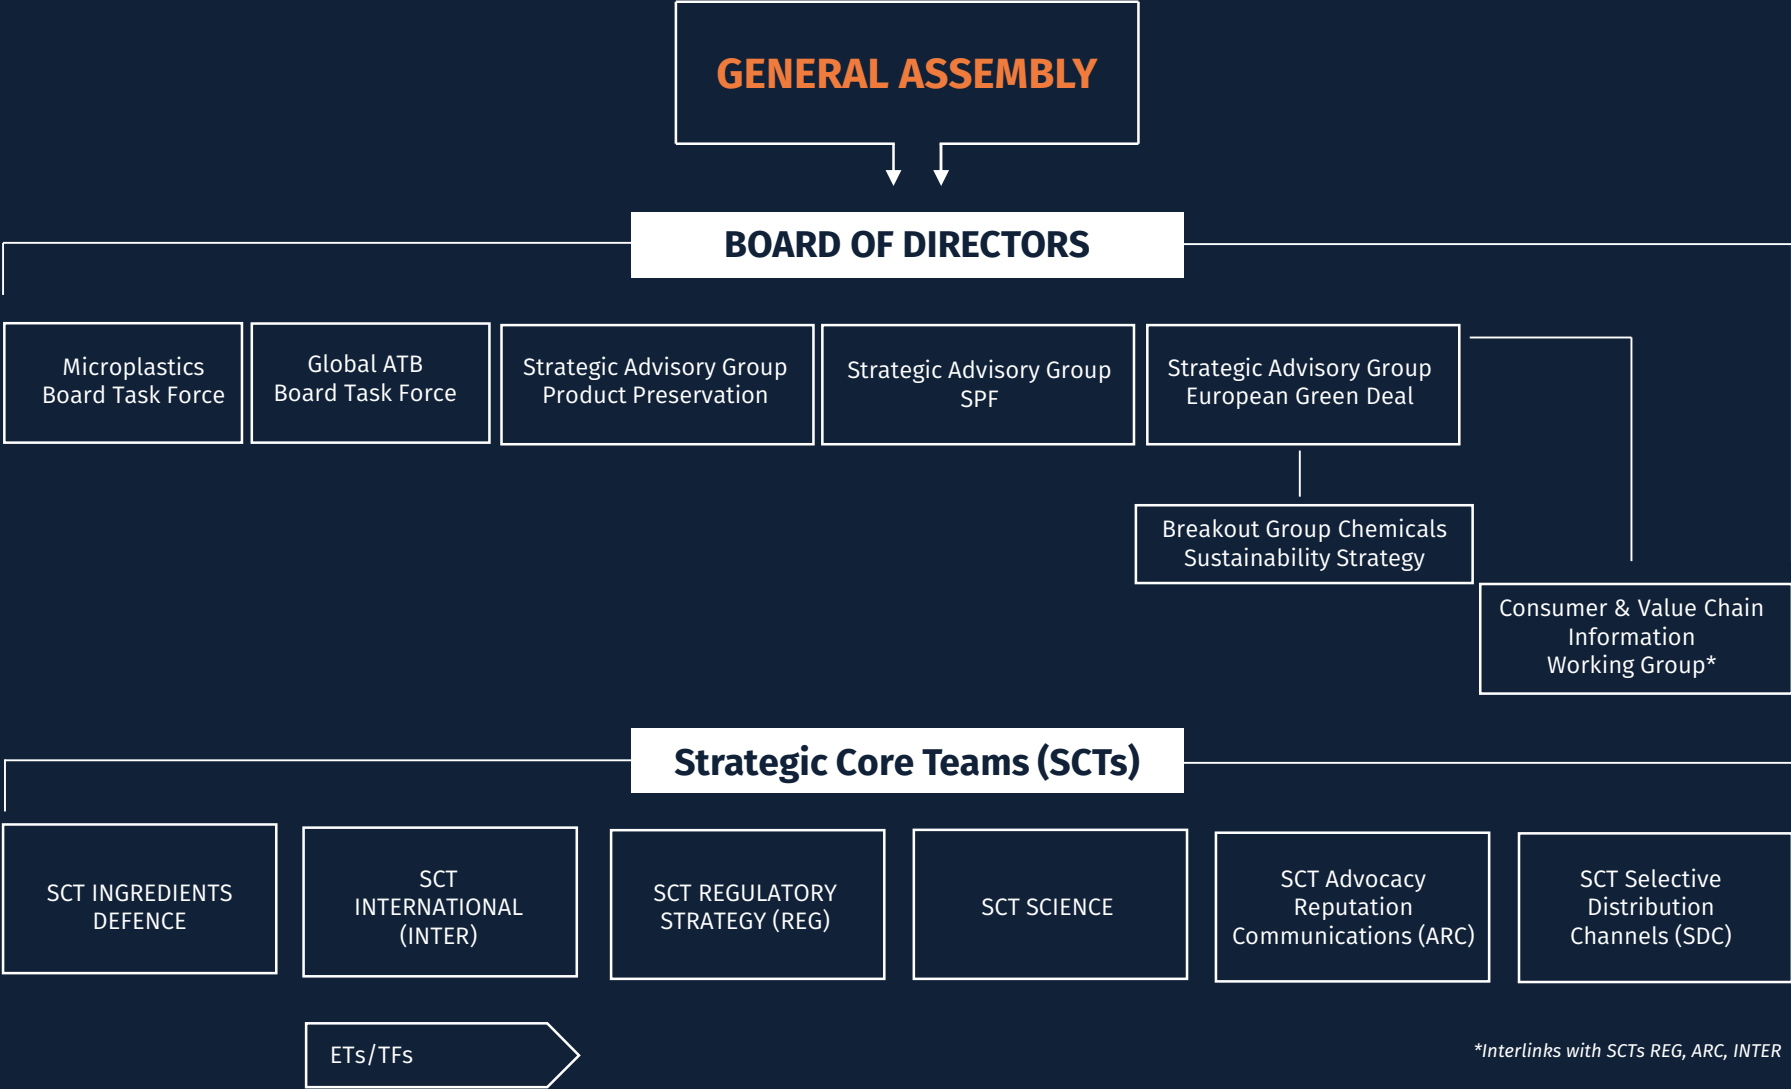 GENERAL ASSEMBLY
BOARD OF DIRECTORS
Microplastics
Board Task Force
Global ATB
Board Task Force
Strategic Advisory Group
Product Preservation
Strategic Advisory Group
SPF
Strategic Advisory Group
European Green Deal
Breakout Group Chemicals
Sustainability Strategy
Consumer & Value Chain
Information
Working Group*
Strategic Core Teams (SCTs)
SCT INGREDIENTS
DEFENCE
SCT
INTERNATIONAL
(INTER)
SCT REGULATORY
STRATEGY (REG)
SCT SCIENCE
SCT Advocacy
Reputation
Communications (ARC)
SCT Selective
Distribution
Channels (SDC)
ETs/TFs
*Interlinks with SCTs REG, ARC, INTER